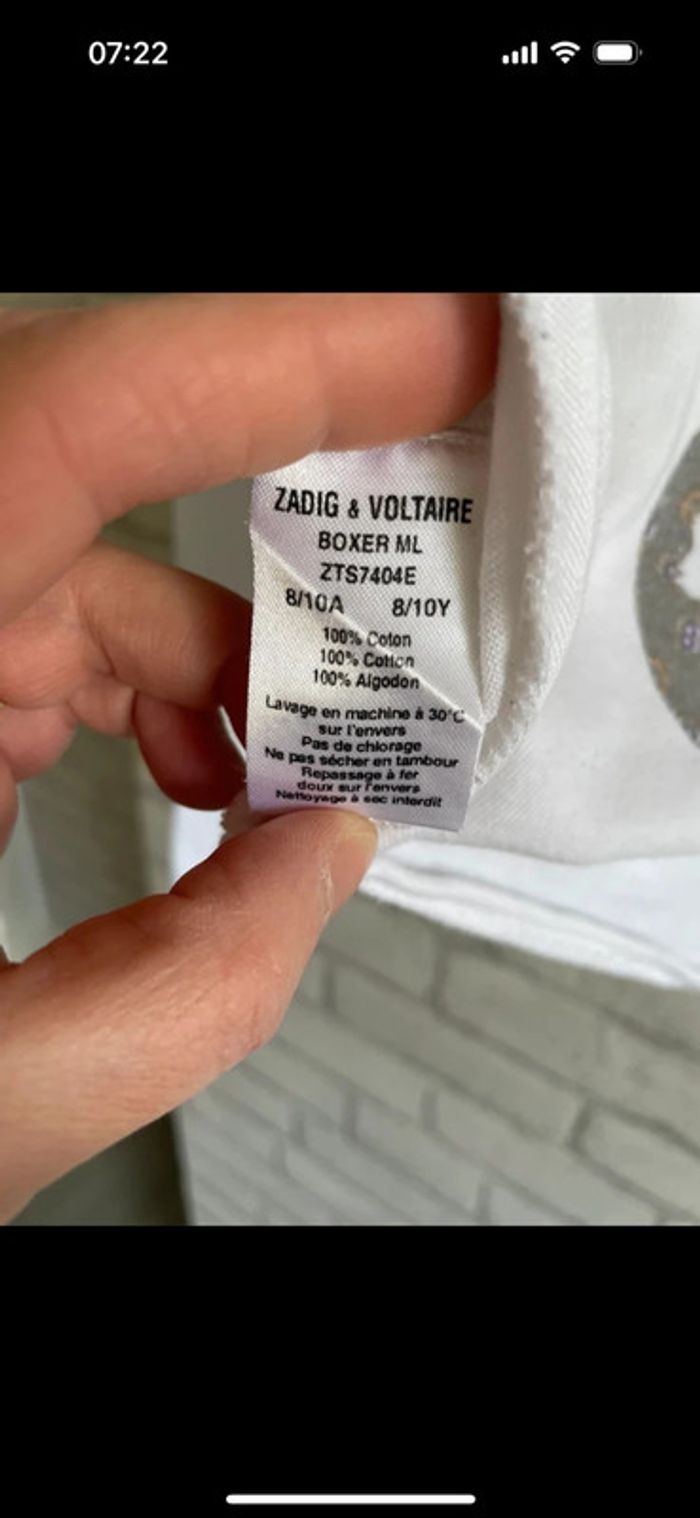 07:22
ZADIG & VOLTAIRE
BOXER ML
ZTS7404E
8/10A 8/10Y
100% Coton
100% Cotton
100% Algodon
Lavage en machine à 30°C
sur l'envers
Pas de chlorage
Ne pas sécher en tambour
Repassage à fer
doux sur l'envers
Nettoyage à sec interdit